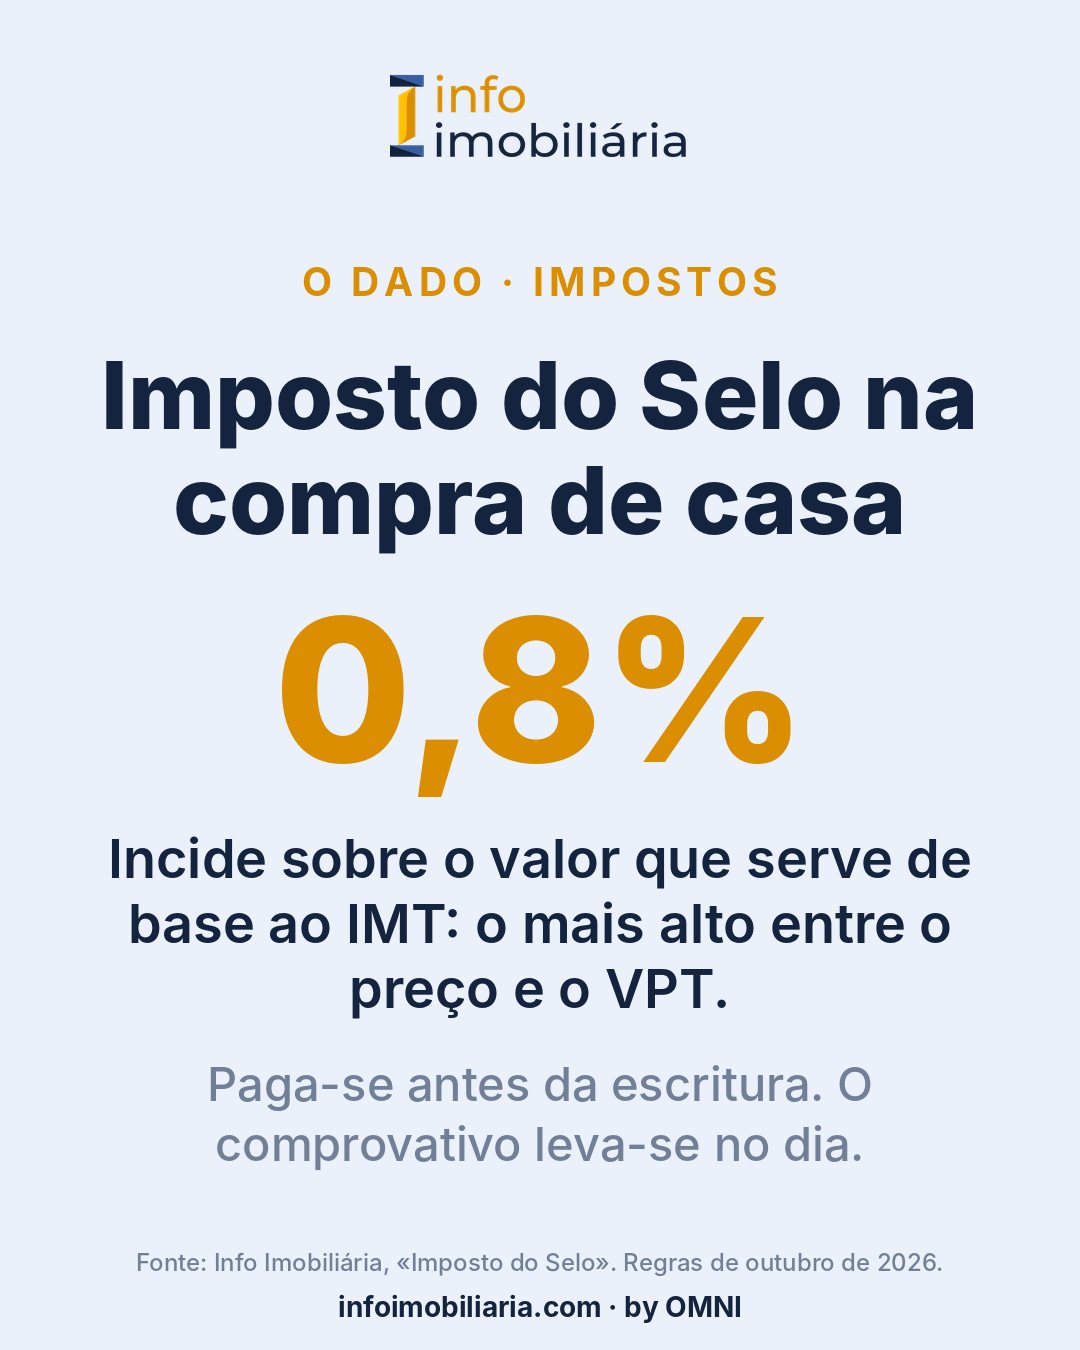 info
imobiliária
O DADO · IMPOSTOS
Imposto do Selo na
compra de casa
0,8%
Incide sobre o valor que serve de
base ao IMT: o mais alto entre o
preço e o VPT.
Paga-se antes da escritura. O
comprovativo leva-se no dia.
Fonte: Info Imobiliária, «Imposto do Selo». Regras de outubro de 2026.
infoimobiliaria.com · by OMNI